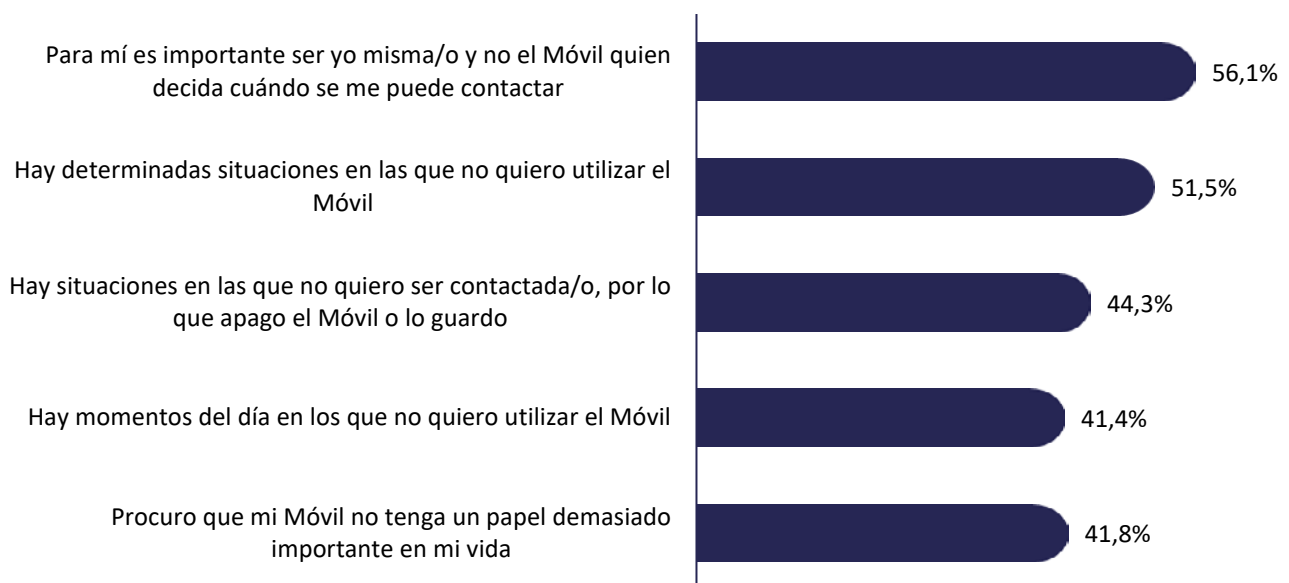 Para mí es importante ser yo misma/o y no el Móvil quien
decida cuándo se me puede contactar
56,1%
Hay determinadas situaciones en las que no quiero utilizar el
Móvil
51,5%
Hay situaciones en las que no quiero ser contactada/o, por lo
que apago el Móvil o lo guardo
44,3%
Hay momentos del día en los que no quiero utilizar el Móvil
41,4%
Procuro que mi Móvil no tenga un papel demasiado
importante en mi vida
41,8%